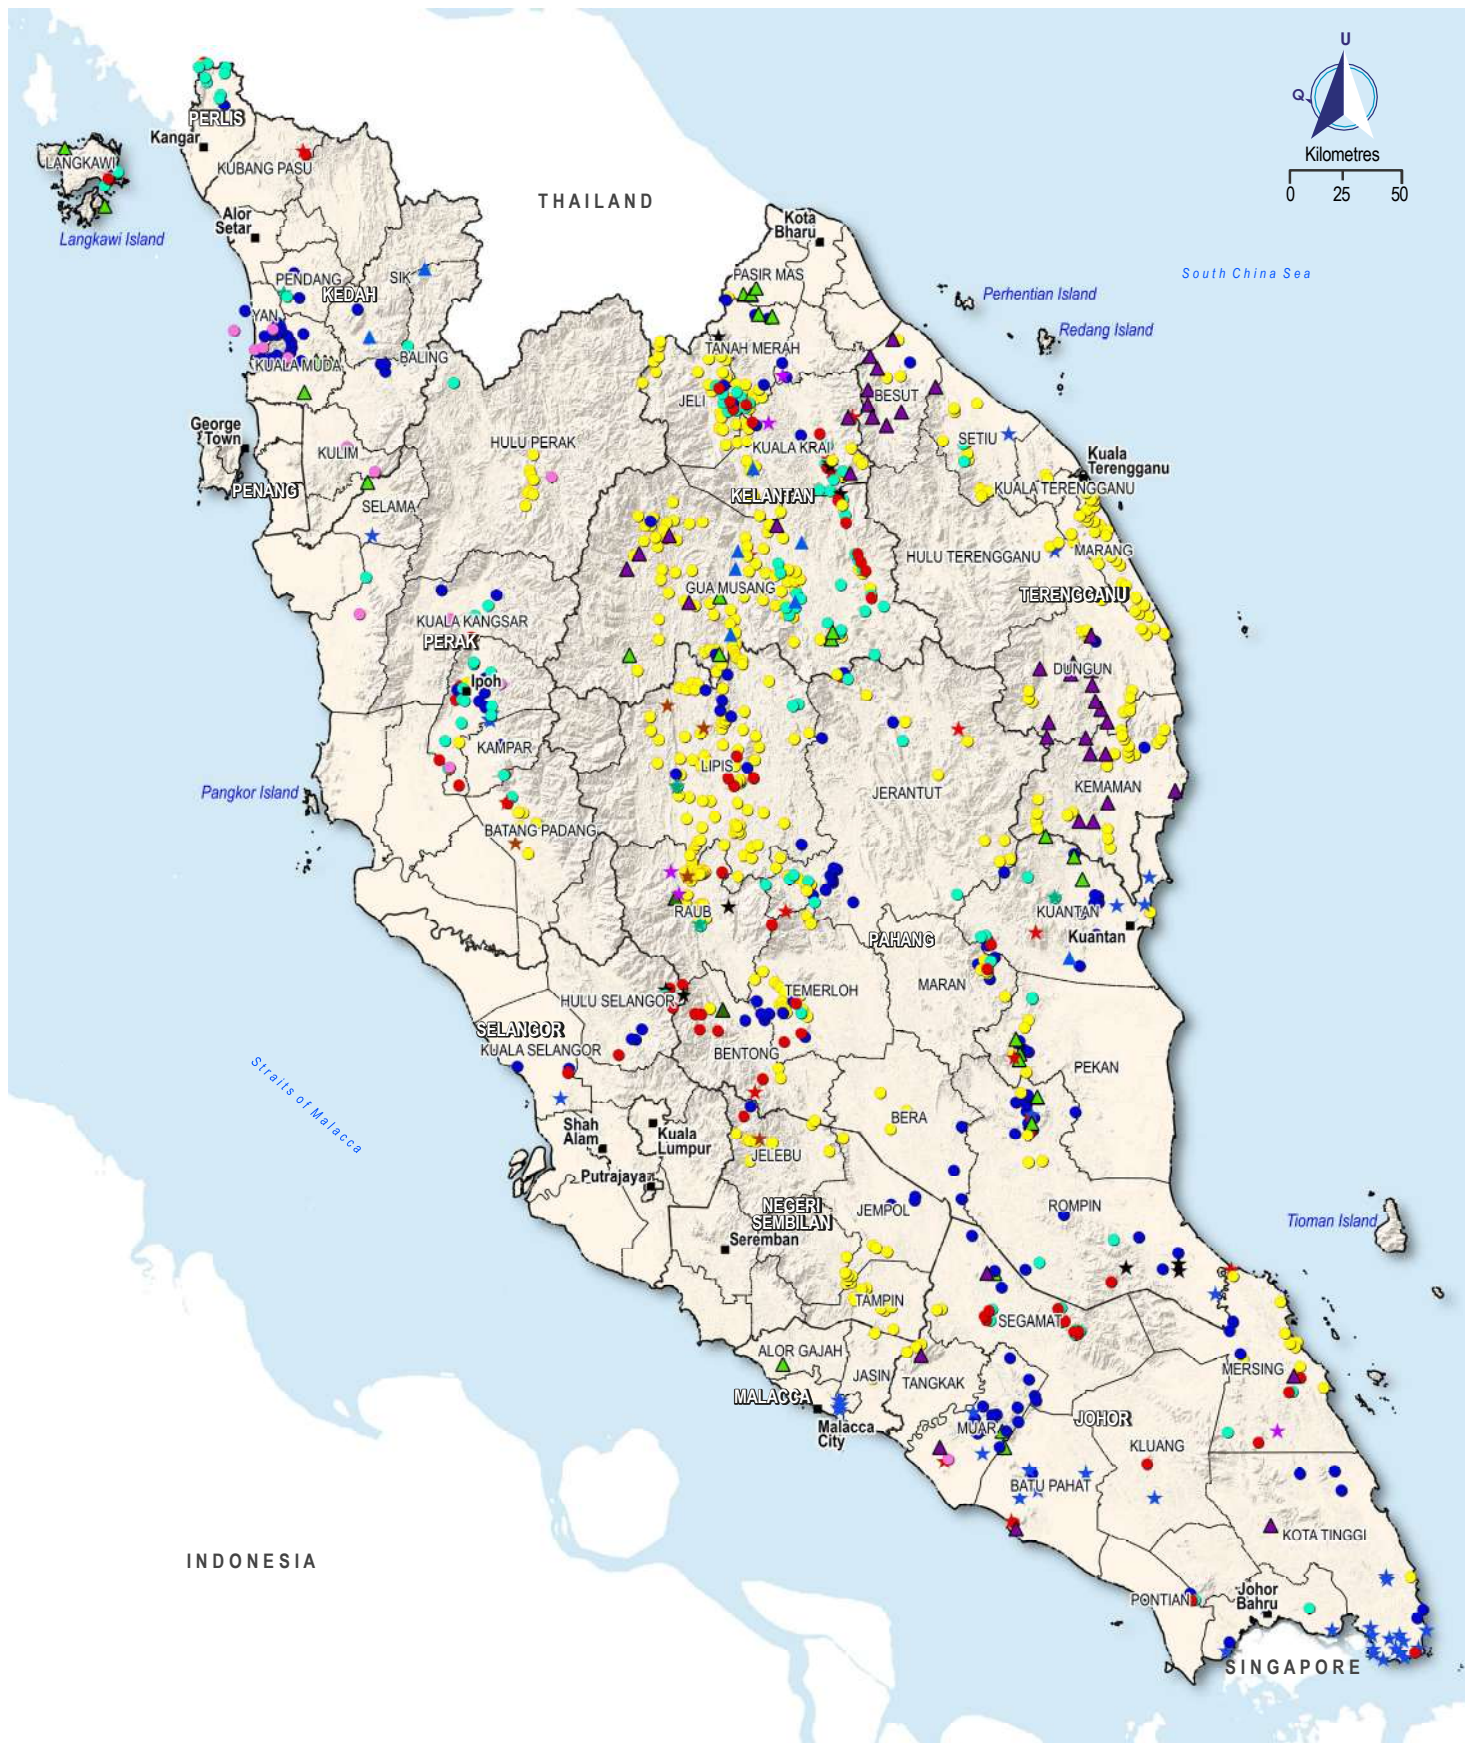 U
Q
Kilometres
0 25 50
PERLIS
Kangar
LANGKAWI
KUBANG PASU
THAILAND
Alor
Setar
Langkawi Island
Kota
Bharu
South China Sea
PENDANG
SIK
KEDAH
PASIR MAS
Perhentian Island
YAN
Redang Island
TANAH MERAH
KUALA MUDA
BALING
JELI
BESUT
George
Town
HULU PERAK
KULIM
KUALA KRAI
SETIU
Kuala
Terengganu
PENANG
KELANTAN
KUALA TERENGGANU
SELAMA
HULU TERENGGANU
MARANG
GUA MUSANG
TERENGGANU
KUALA KANGSAR
PERAK
DUNGUN
Ipoh
KAMPAR
LIPIS
KEMAMAN
Pangkor Island
JERANTUT
BATANG PADANG
RAUB
KUANTAN
Kuantan
PAHANG
MARAN
TEMERLOH
HULU SELANGOR
SELANGOR
KUALA SELANGOR
BENTONG
PEKAN
Straits of Malacca
BERA
Shah
Alam
Kuala
Lumpur
JELEBU
Putrajaya
NEGERI
SEMBILAN
JEMPOL
ROMPIN
Tioman Island
Seremban
TAMPIN
SEGAMAT
ALOR GAJAH
JASIN
TANGKAK
MERSING
MALACCA
Malacca
City
MUAR
JOHOR
KLUANG
BATU PAHAT
KOTA TINGGI
INDONESIA
PONTIAN
Johor
Bahru
SINGAPORE